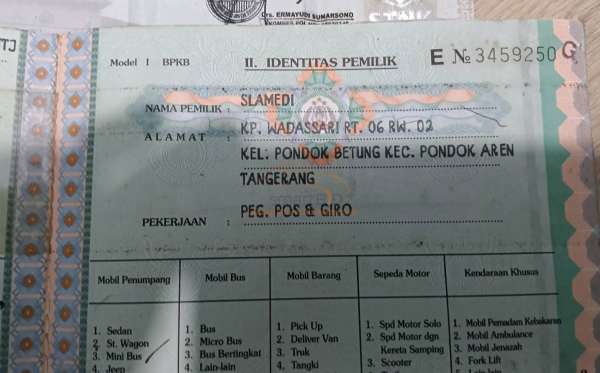 Drs. ERMAYUDI SUMARSONO
STNK
Model I BPKB
II. IDENTITAS PEMILIK
E № 3459250 G
NAMA PEMILIK : SLAMEDI
ALAMAT : KP. WADASSARI RT. 06 RW. 02
KEL: PONDOK BETUNG KEC. PONDOK AREN
TANGERANG
PEKERJAAN : PEG. POS & GIRO
Mobil Penumpang Mobil Bus Mobil Barang Sepeda Motor Kendaraan Khusus
1. Sedan 1. Bus 1. Pick Up 1. Spd Motor Solo 1. Mobil Pemadam Kebakaran
2. St. Wagon 2. Micro Bus 2. Deliver Van 2. Spd Motor dgn 2. Mobil Ambulance
3. Mini Bus 3. Bus Bertingkat 3. Truk Kereta Samping 3. Mobil Jenazah
4. Jeep 4. Lain-lain 4. Tangki 3. Scooter 4. Fork Lift